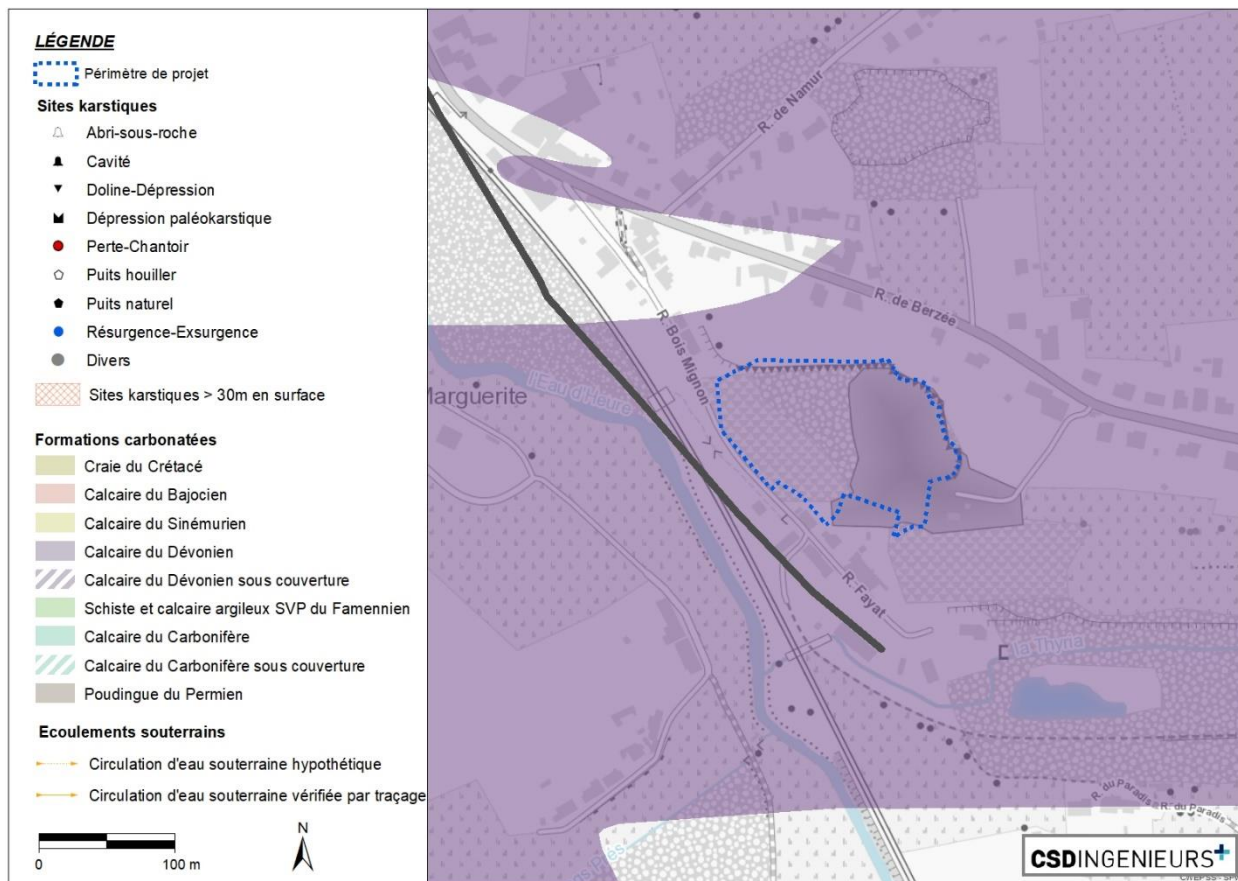 LÉGENDE
Périmètre de projet
Sites karstiques
Abri-sous-roche
Cavité
Doline-Dépression
Dépression paléokarstique
Perte-Chantoir
Puits houiller
Puits naturel
Résurgence-Exsurgence
Divers
Sites karstiques > 30m en surface
Formations carbonatées
Craie du Crétacé
Calcaire du Bajocien
Calcaire du Sinémurien
Calcaire du Dévonien
Calcaire du Dévonien sous couverture
Schiste et calcaire argileux SVP du Famennien
Calcaire du Carbonifère
Calcaire du Carbonifère sous couverture
Poudingue du Permien
Ecoulements souterrains
Circulation d'eau souterraine hypothétique
Circulation d'eau souterraine vérifiée par traçage
0 100 m
N
R. de Namur
R. de Berzée
R. Bois Mignon
l'Eau d'Heure
Marguerite
R. Fayat
la Thyria
R. du Paradis
R. du Paradis
Prés
CSDINGENIEURS+